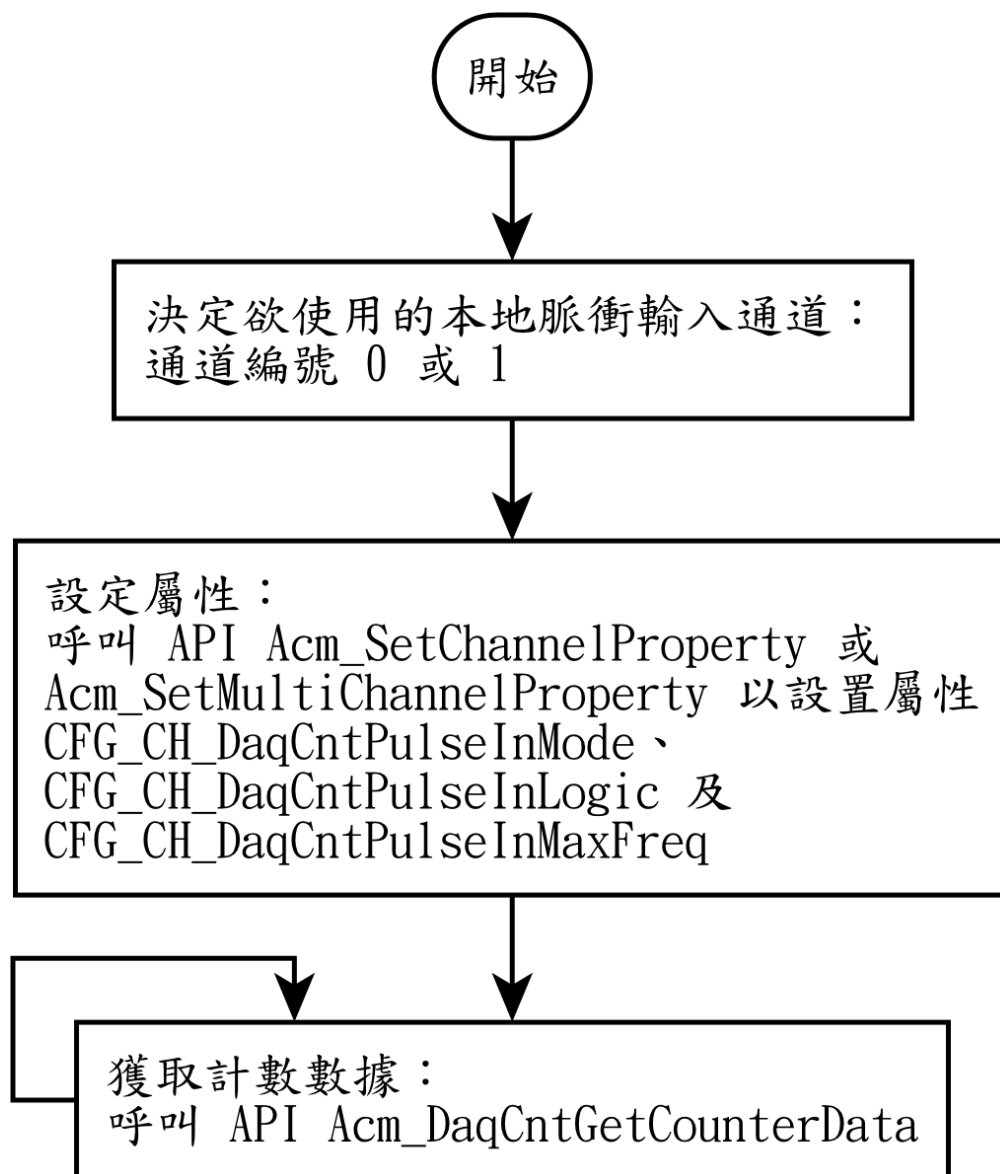 開始
決定欲使用的本地脈衝輸入通道：
通道編號 0 或 1
設定屬性：
呼叫 API Acm_SetChannelProperty 或
Acm_SetMultiChannelProperty 以設置屬性
CFG_CH_DaqCntPulseInMode、
CFG_CH_DaqCntPulseInLogic 及
CFG_CH_DaqCntPulseInMaxFreq
獲取計數數據：
呼叫 API Acm_DaqCntGetCounterData